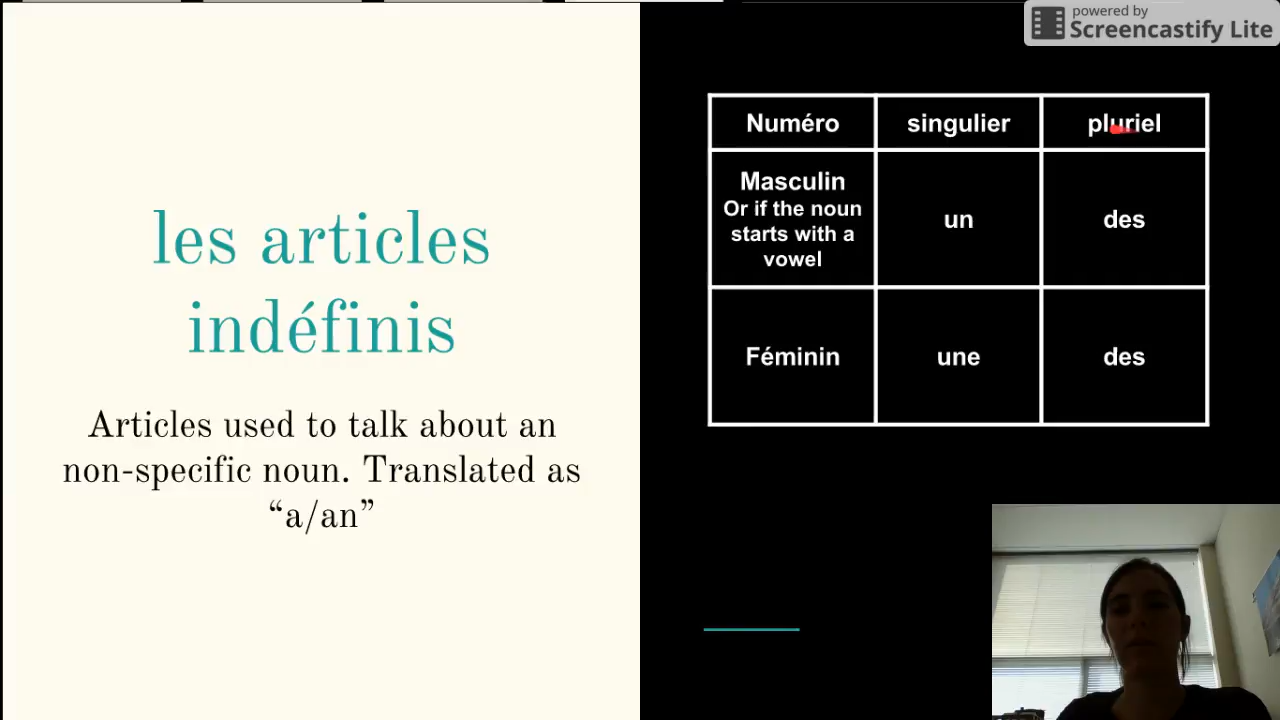 les articles
indéfinis
Articles used to talk about an
non-specific noun. Translated as
“a/an”
powered by
Screencastify Lite
Numéro singulier pluriel
Masculin
Or if the noun
starts with a
vowel
un des
Féminin une des